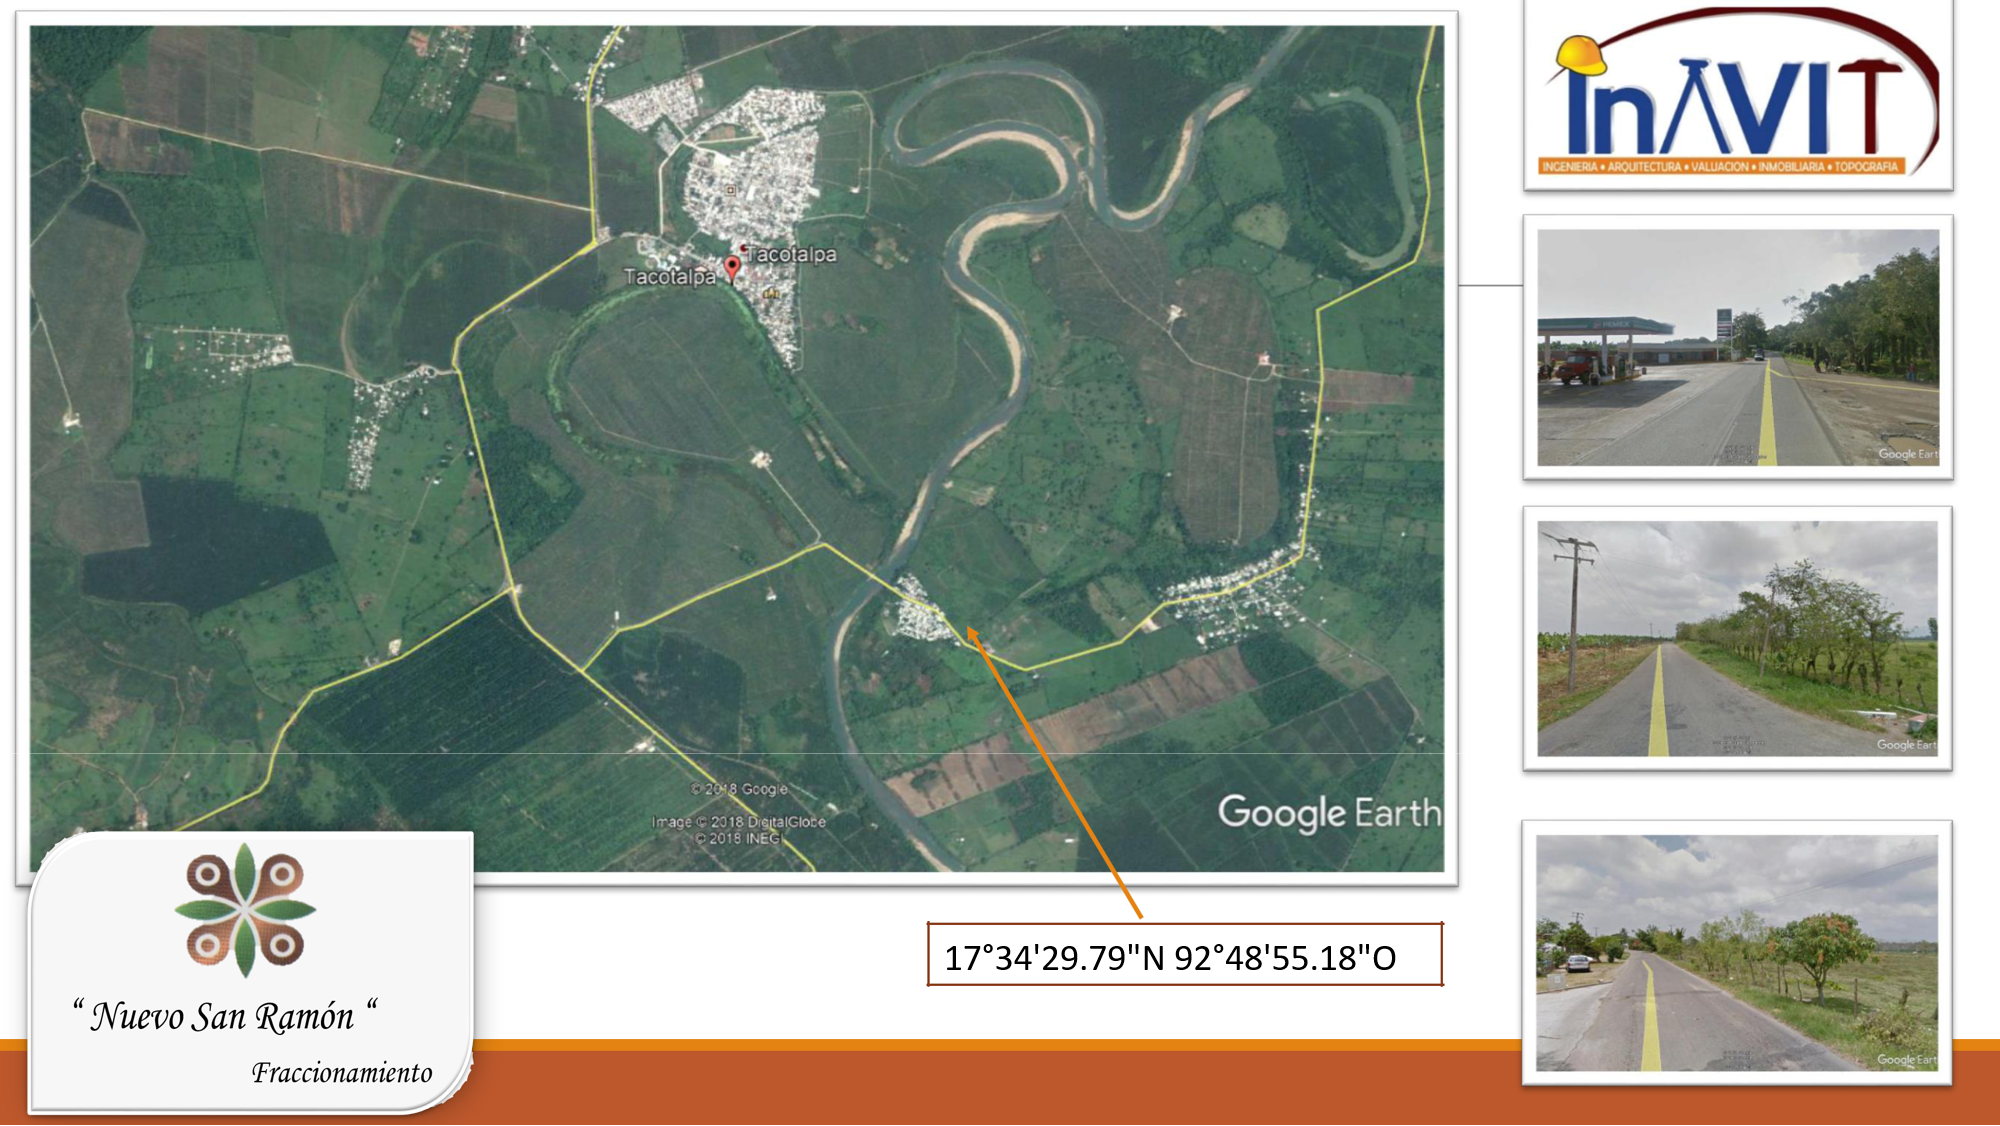 InAVIT
INGENIERIA • ARQUITECTURA • VALUACION • INMOBILIARIA • TOPOGRAFIA
Tacotalpa
Tacotalpa
PEMEX
Google Earth
Google Earth
© 2018 Google
Image © 2018 DigitalGlobe
© 2018 INEGI
Google Earth
17°34'29.79"N 92°48'55.18"O
“ Nuevo San Ramón “
Fraccionamiento
Google Earth